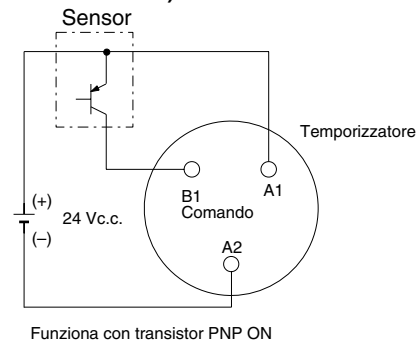 Sensor
Temporizzatore
B1
A1
Comando
(+)
24 Vc.c.
(–)
A2
Funziona con transistor PNP ON